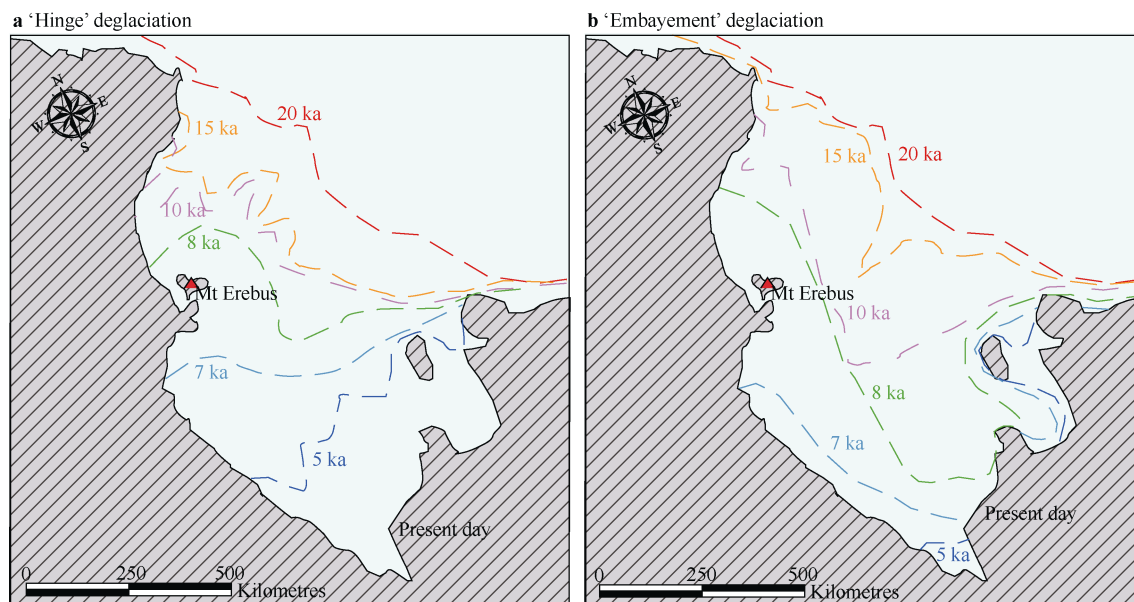 a ‘Hinge’ deglaciation
N
E
W
S
20 ka
15 ka
10 ka
8 ka
Mt Erebus
7 ka
5 ka
Present day
0 250 500
Kilometres
b ‘Embayement’ deglaciation
N
E
W
S
15 ka
20 ka
Mt Erebus
10 ka
8 ka
7 ka
Present day
5 ka
0 250 500
Kilometres